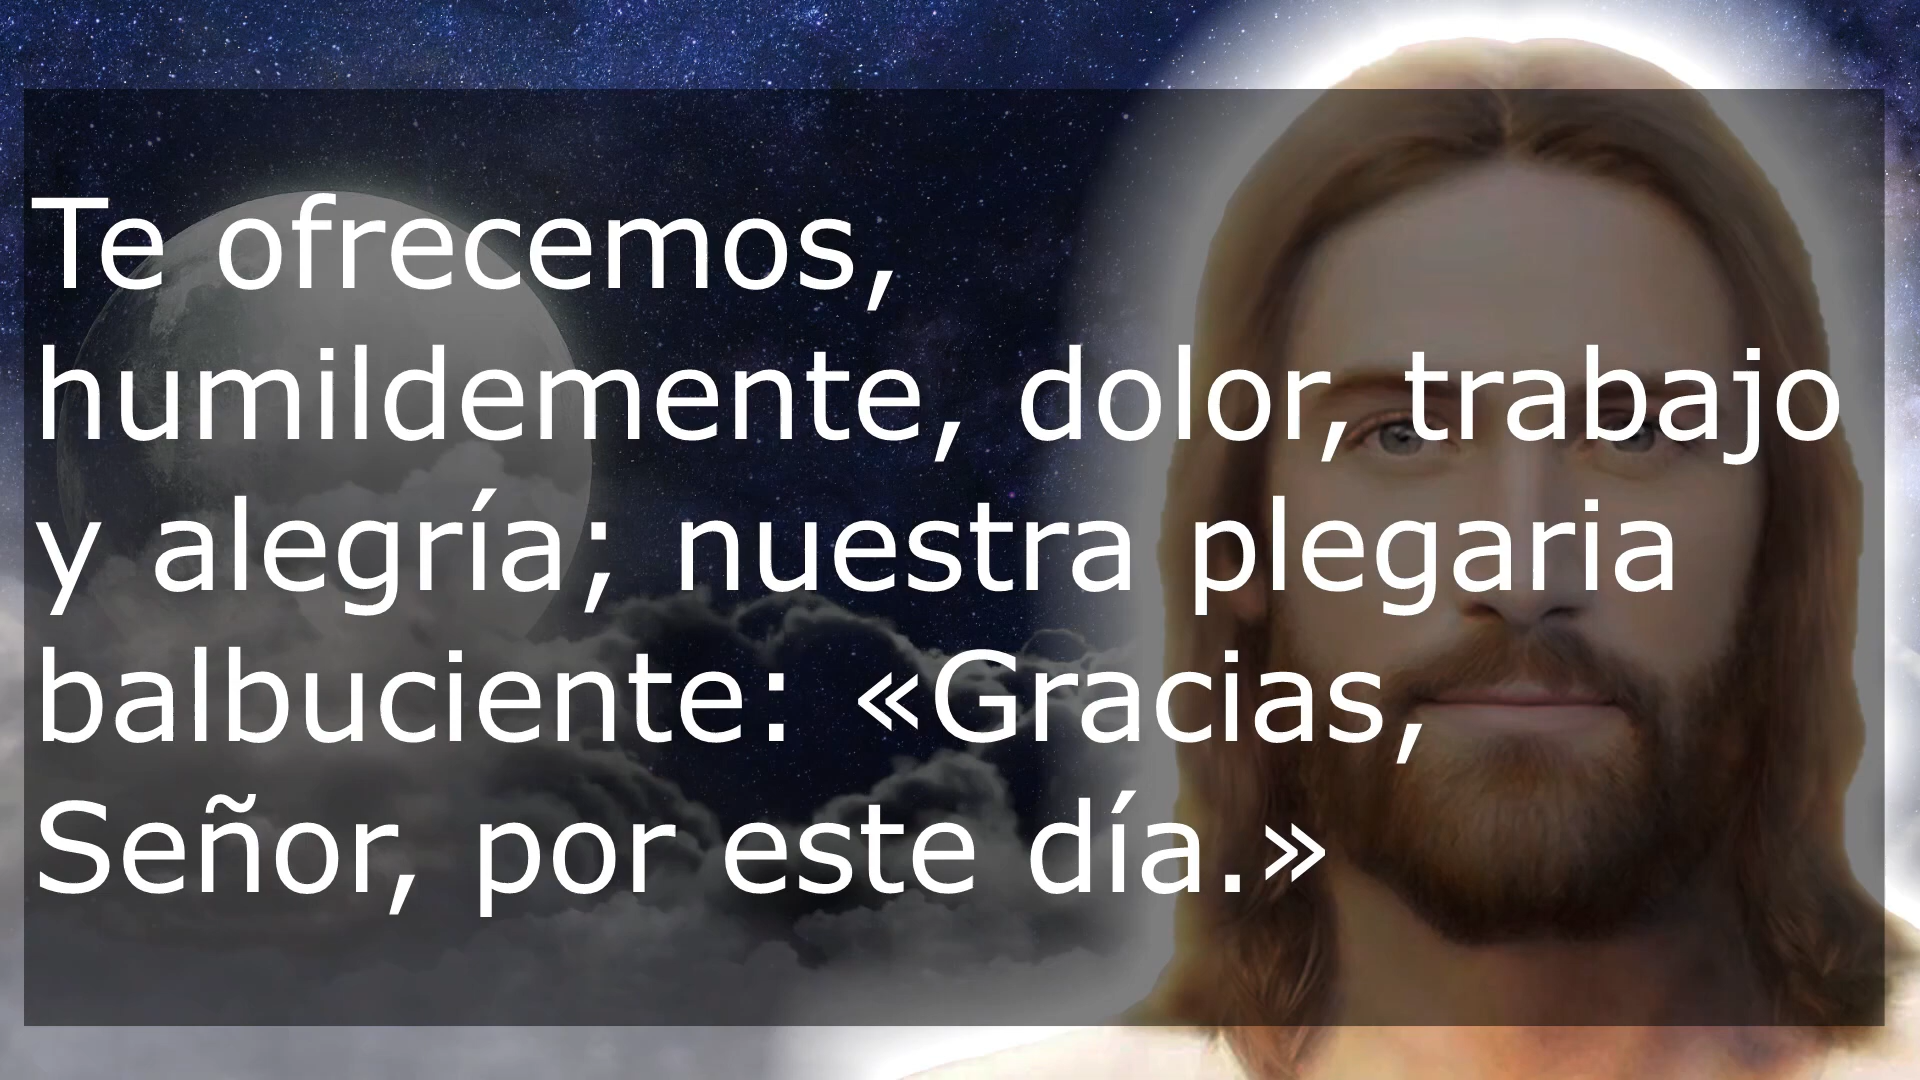 Te ofrecemos,
humildemente, dolor, trabajo
y alegría; nuestra plegaria
balbuciente: «Gracias,
Señor, por este día.»